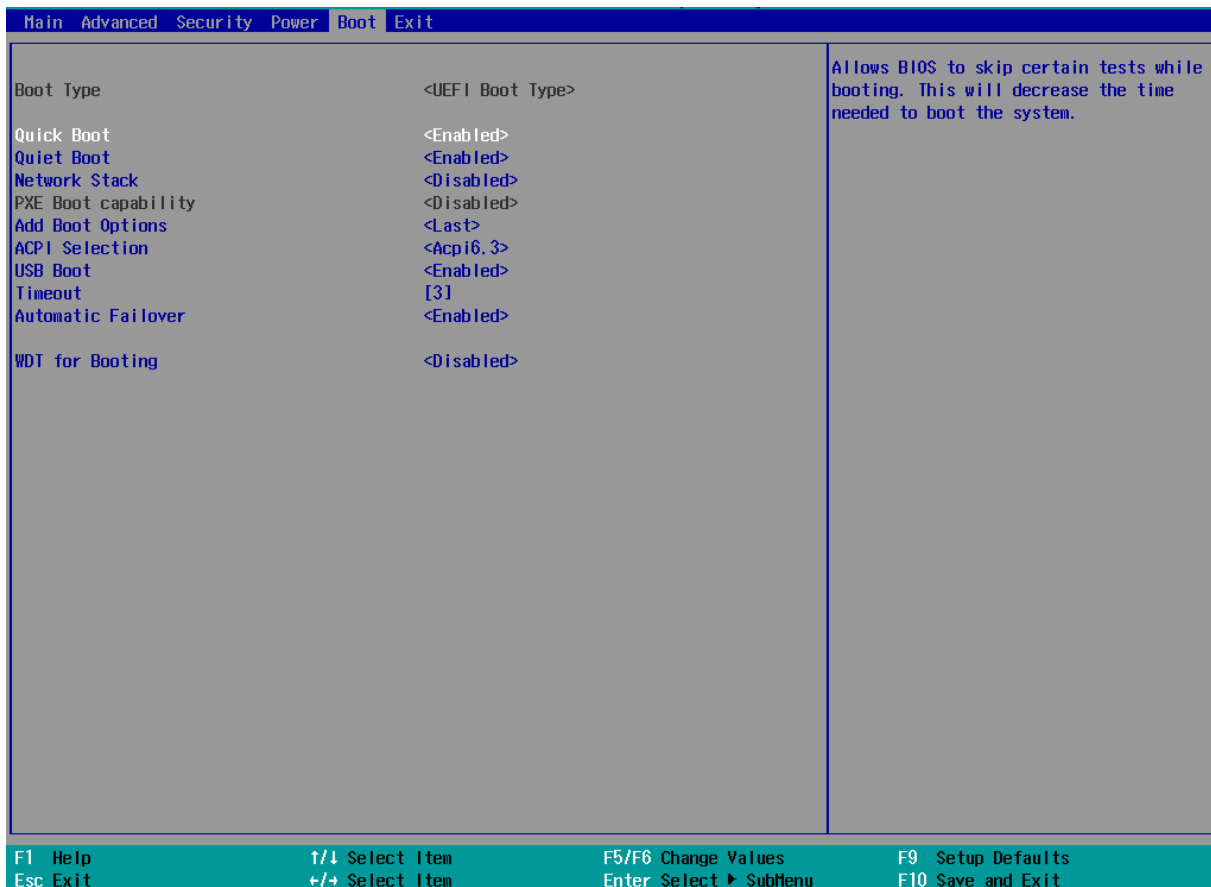 Main Advanced Security Power Boot Exit
Boot Type <UEFI Boot Type>
Quick Boot <Enabled>
Quiet Boot <Enabled>
Network Stack <Disabled>
PXE Boot capability <Disabled>
Add Boot Options <Last>
ACPI Selection <Acpi6.3>
USB Boot <Enabled>
Timeout [3]
Automatic Failover <Enabled>
WDT for Booting <Disabled>
Allows BIOS to skip certain tests while
booting. This will decrease the time
needed to boot the system.
F1 Help ↑/↓ Select Item F5/F6 Change Values F9 Setup Defaults
Esc Exit ←/→ Select Item Enter Select ▶ SubMenu F10 Save and Exit